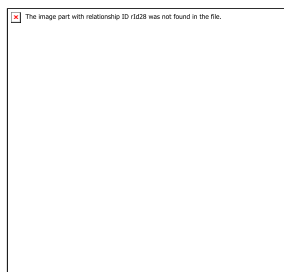 The image part with relationship ID rId28 was not found in the file.